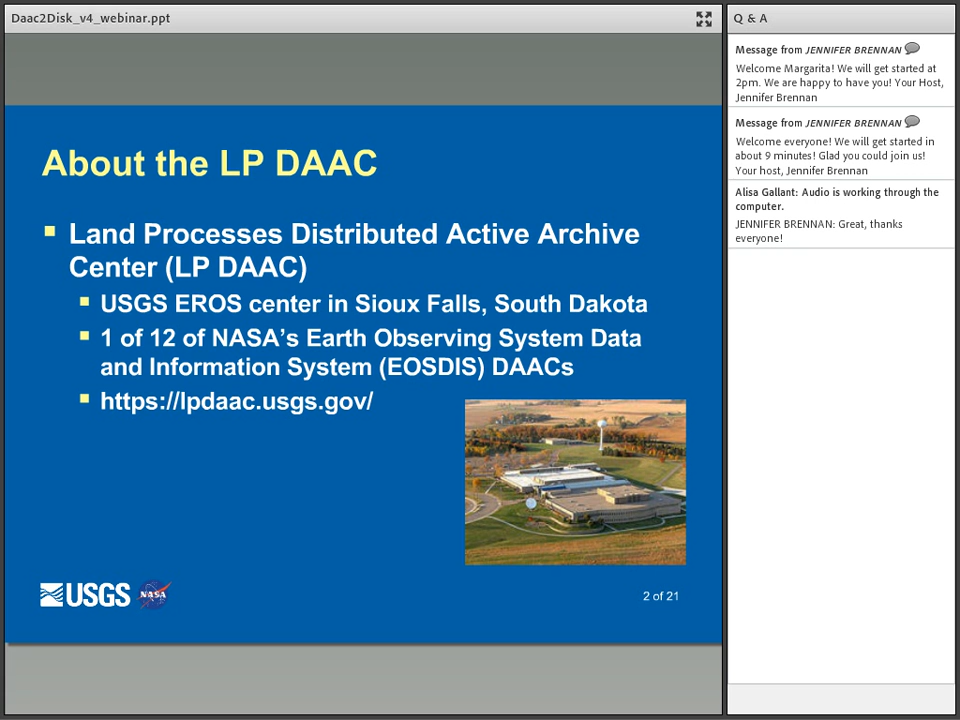 Daac2Disk_v4_webinar.ppt
About the LP DAAC
Land Processes Distributed Active Archive
Center (LP DAAC)
USGS EROS center in Sioux Falls, South Dakota
1 of 12 of NASA's Earth Observing System Data
and Information System (EOSDIS) DAACs
https://lpdaac.usgs.gov/
USGS
NASA
2 of 21
Q & A
Message from JENNIFER BRENNAN
Welcome Margarita! We will get started at
2pm. We are happy to have you! Your Host,
Jennifer Brennan
Message from JENNIFER BRENNAN
Welcome everyone! We will get started in
about 9 minutes! Glad you could join us!
Your host, Jennifer Brennan
Alisa Gallant: Audio is working through the
computer.
JENNIFER BRENNAN: Great, thanks
everyone!